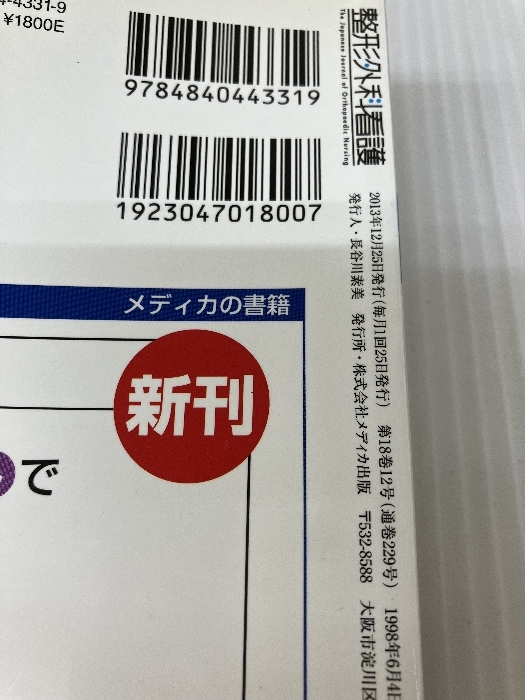 4-4331-9
¥1800E
9784840443319
1923047018007
整形外科看護
The Japanese Journal of Orthopaedic Nursing
2013年12月25日発行(毎月1回25日発行) 第18巻12号(通巻229号) 1998年6月4
発行人・長谷川素美 発行所・株式会社メディカ出版 〒532-8588 大阪市淀川区
メディカの書籍
新刊
で